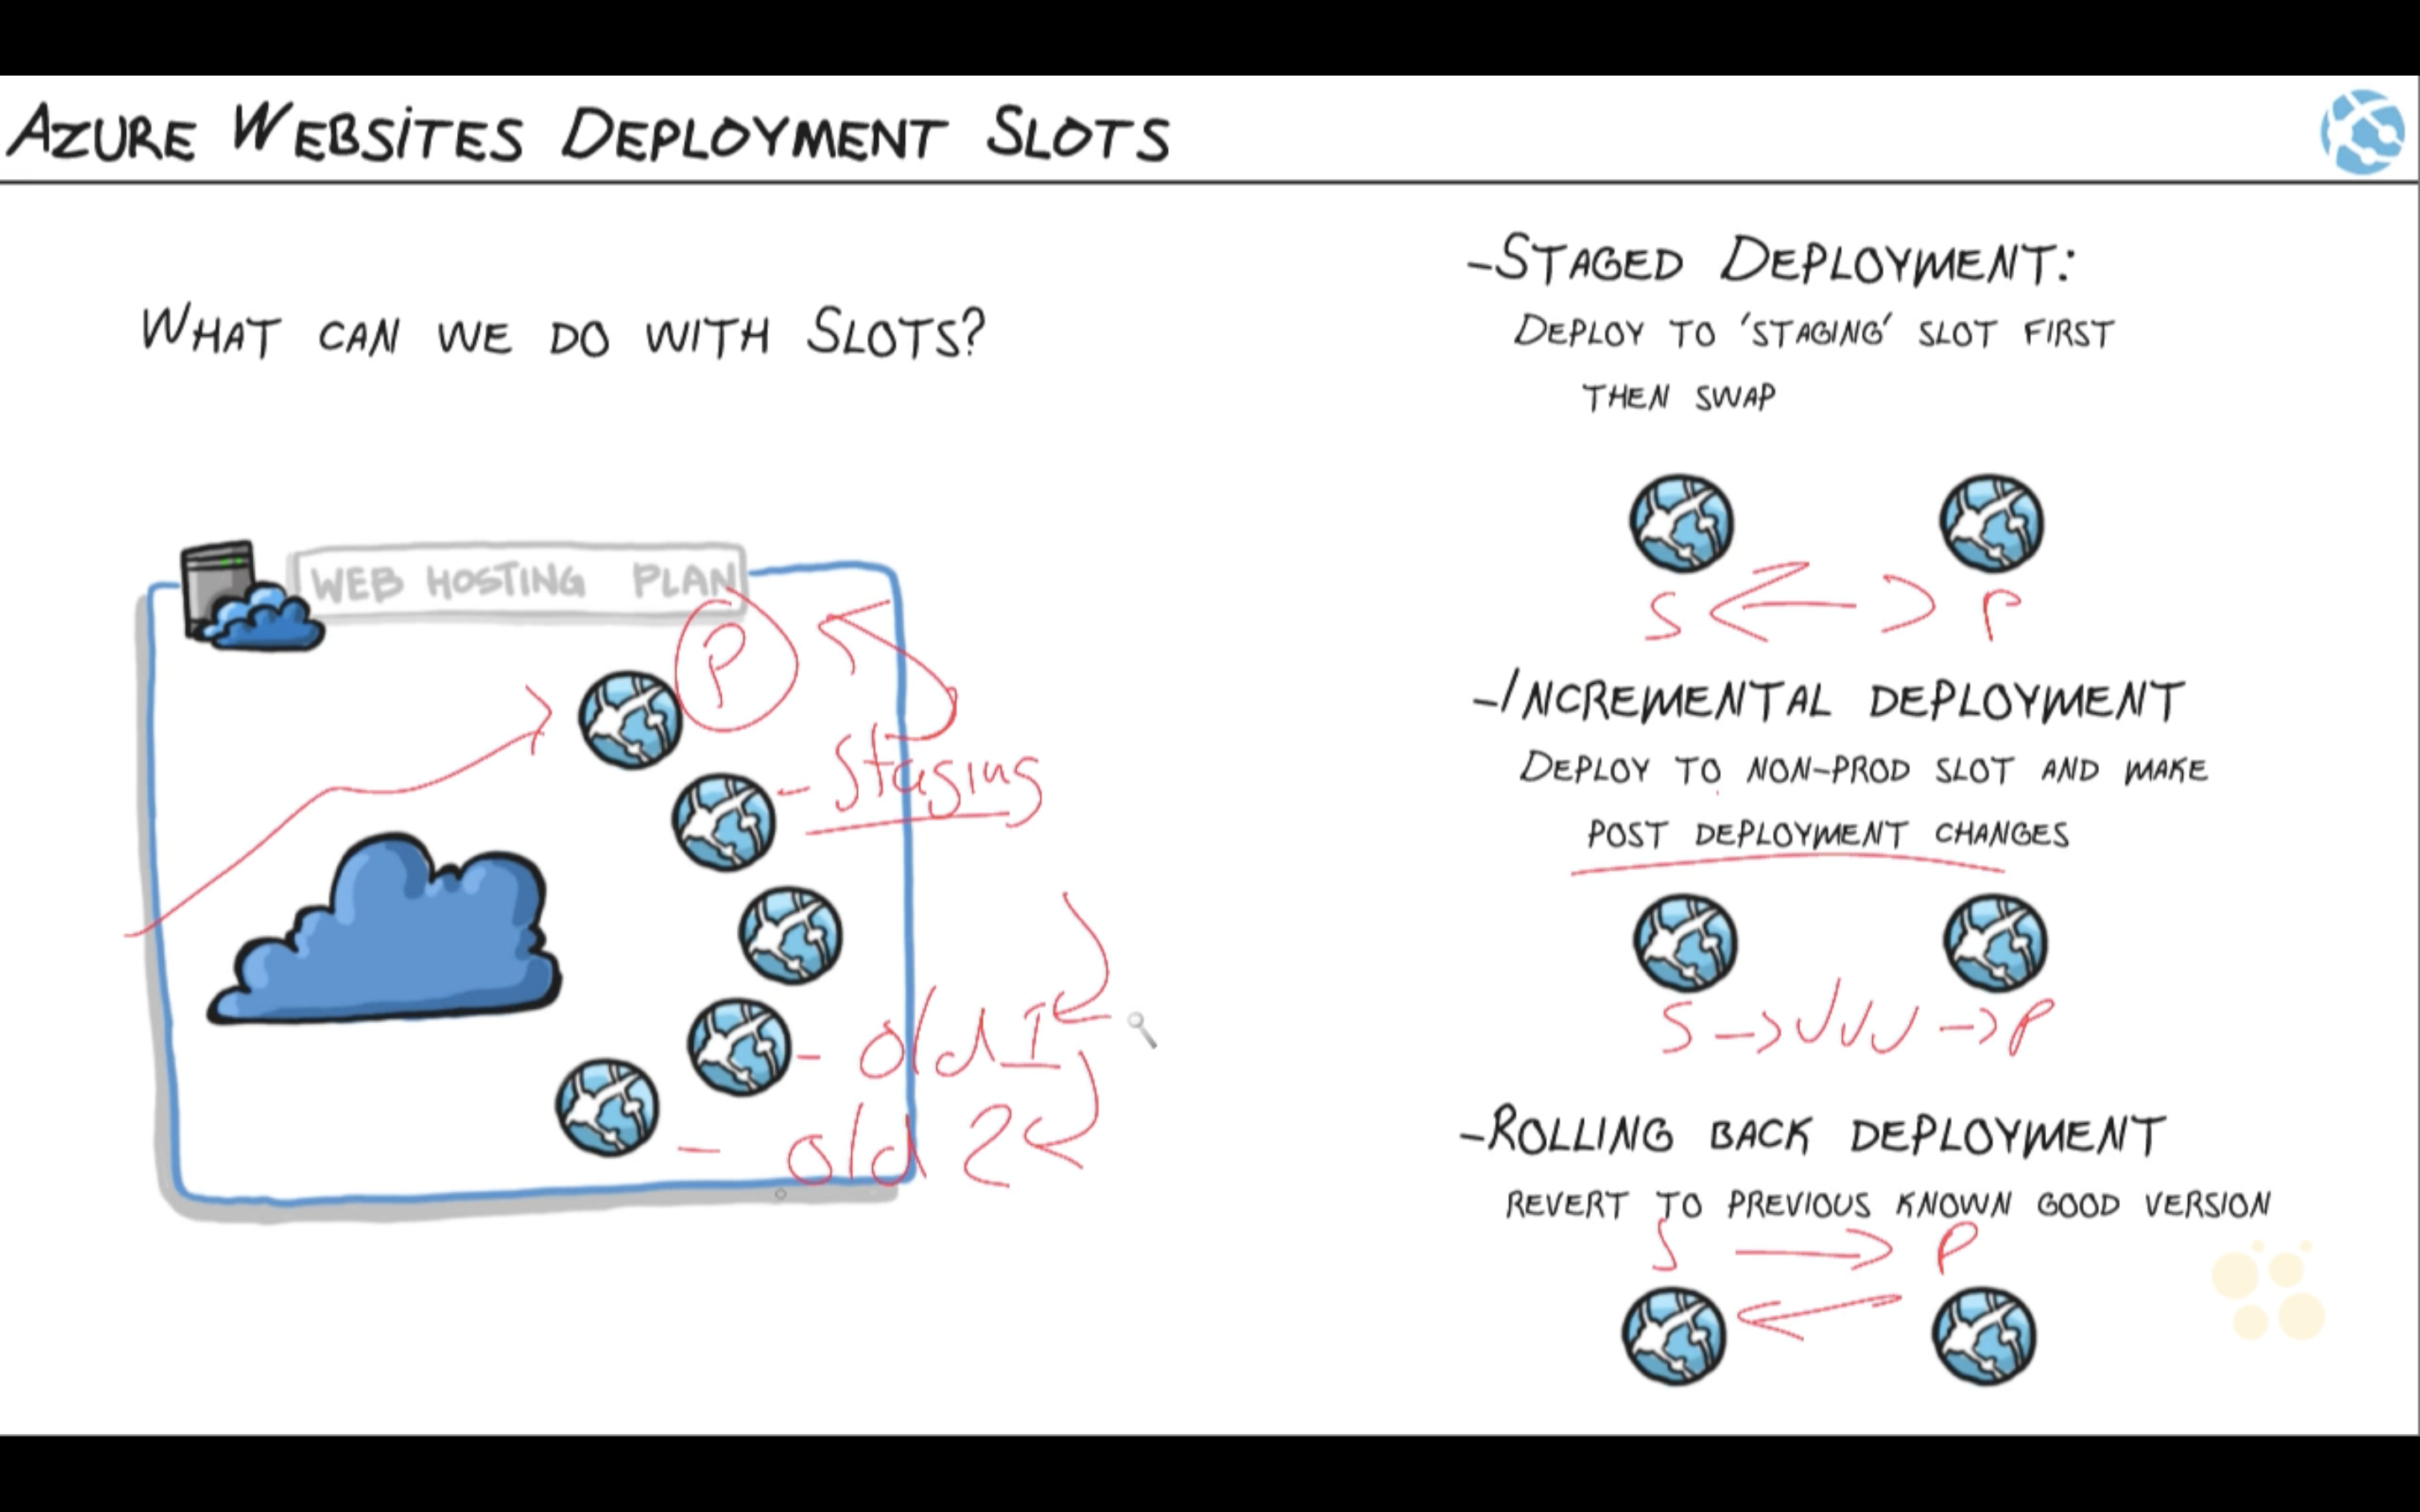 AZURE WEBSITES DEPLOYMENT SLOTS
WHAT CAN WE DO WITH SLOTS?
WEB HOSTING PLAN
P
- Staging
- old 1
- old 2
-STAGED DEPLOYMENT:
DEPLOY TO 'STAGING' SLOT FIRST
THEN SWAP
S P
-INCREMENTAL DEPLOYMENT
DEPLOY TO NON-PROD SLOT AND MAKE
POST DEPLOYMENT CHANGES
S -> -> P
-ROLLING BACK DEPLOYMENT
REVERT TO PREVIOUS KNOWN GOOD VERSION
S P